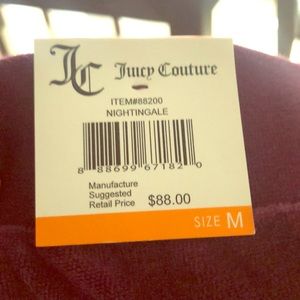 JC Juicy Couture
ITEM#88200
NIGHTINGALE
8 88699 67182 0
Manufacture
Suggested
Retail Price $88.00
SIZE M